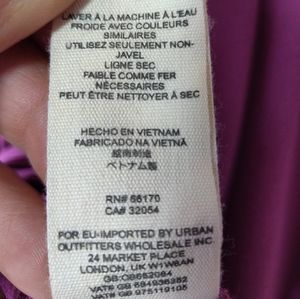 LAVER À LA MACHINE À L'EAU
FROIDE AVEC COULEURS
SIMILAIRES
UTILISEZ SEULEMENT NON-
JAVEL
LIGNE SEC
FAIBLE COMME FER
NÉCESSAIRES
PEUT ÊTRE NETTOYER À SEC
HECHO EN VIETNAM
FABRICADO NA VIETNÃ
越南制造
ベトナム製
RN# 66170
CA# 32054
FOR EU-IMPORTED BY URBAN
OUTFITTERS WHOLESALE INC.
24 MARKET PLACE
LONDON, UK W1W8AN